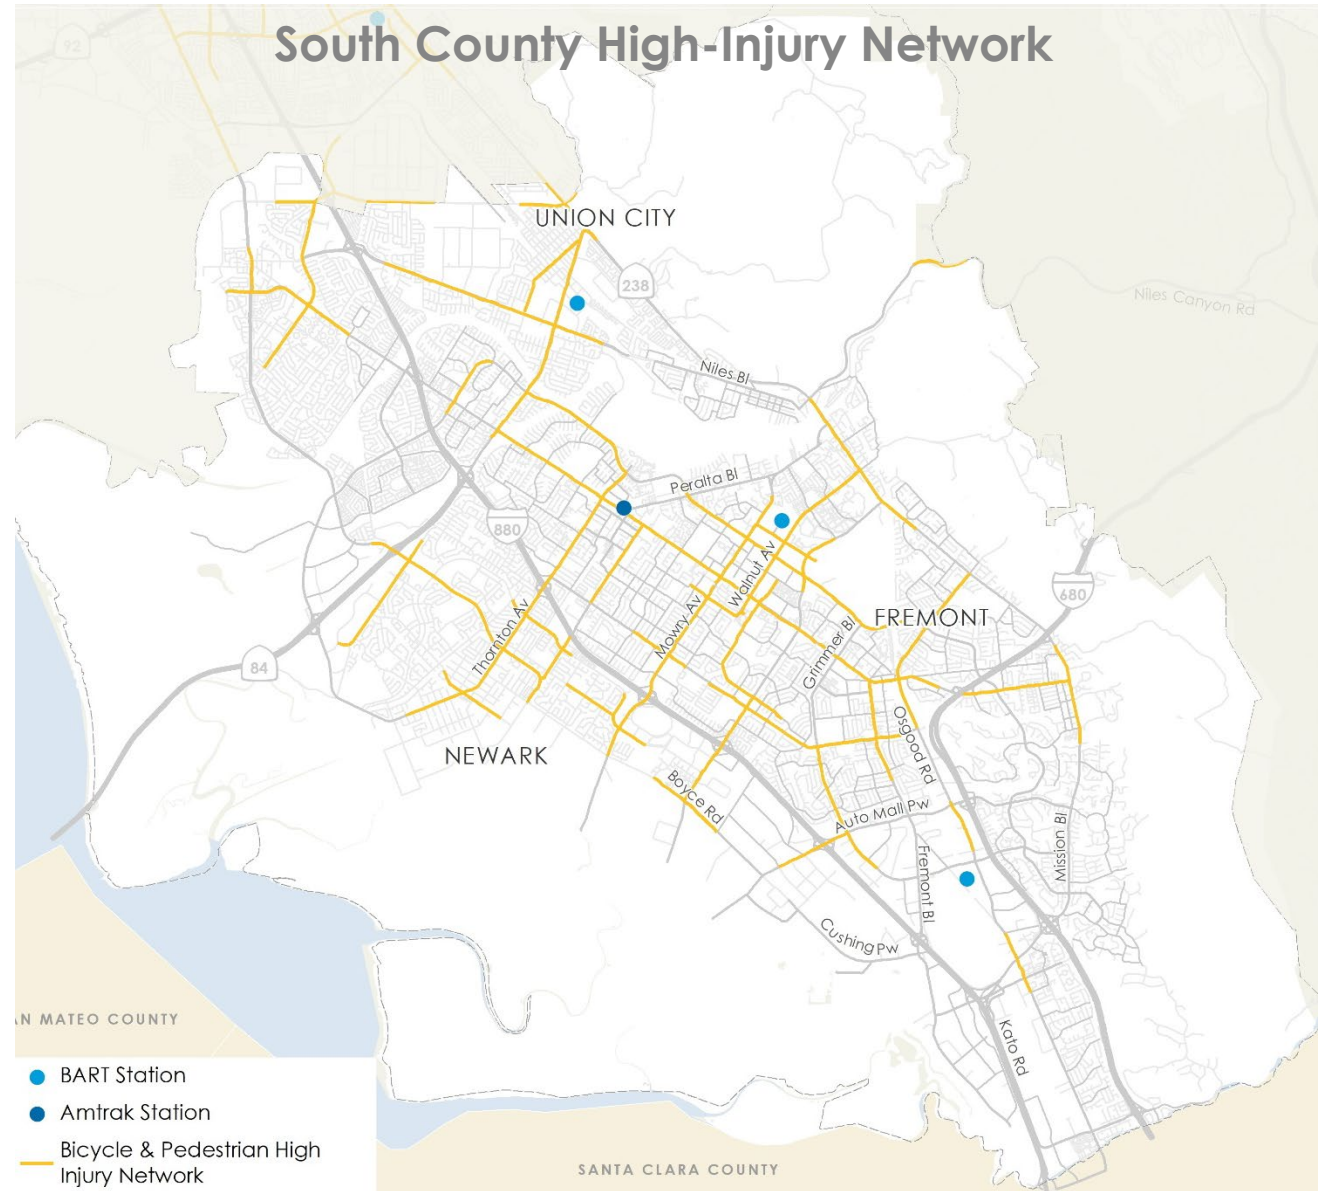 South County High-Injury Network
92
UNION CITY
238
Niles Canyon Rd
Niles Bl
Peralta Bl
880
Walnut Av
680
Mowry Av
FREMONT
Thornton Av
Grimmer Bl
84
Osgood Rd
NEWARK
Boyce Rd
Auto Mall Pw
Mission Bl
Fremont Bl
Cushing Pw
AN MATEO COUNTY
Kato Rd
BART Station
Amtrak Station
Bicycle & Pedestrian High
Injury Network
SANTA CLARA COUNTY